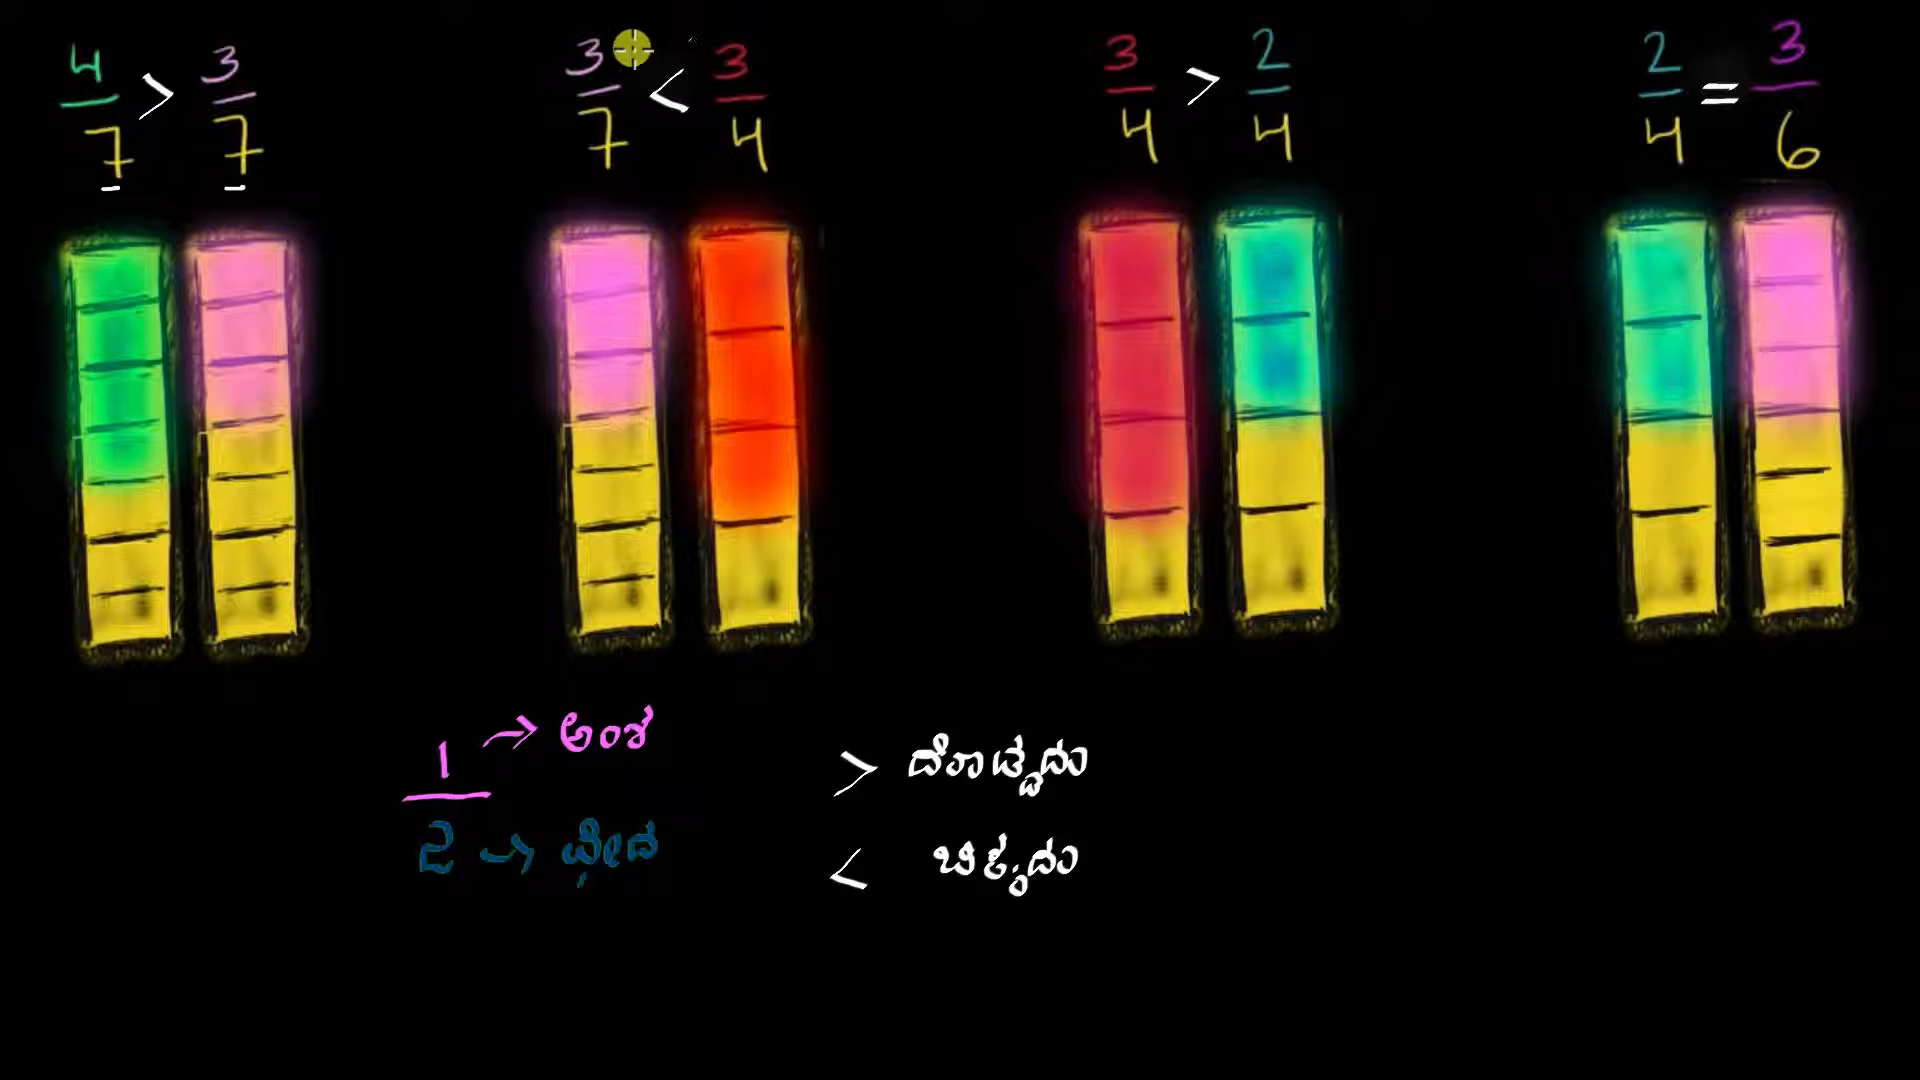 4/7 > 3/7
3/7 < 3/4
3/4 > 2/4
2/4 = 3/6
1 → ಅಂಶ
2 → ಛೇದ
> ದೊಡ್ಡದು
< ಚಿಕ್ಕದು